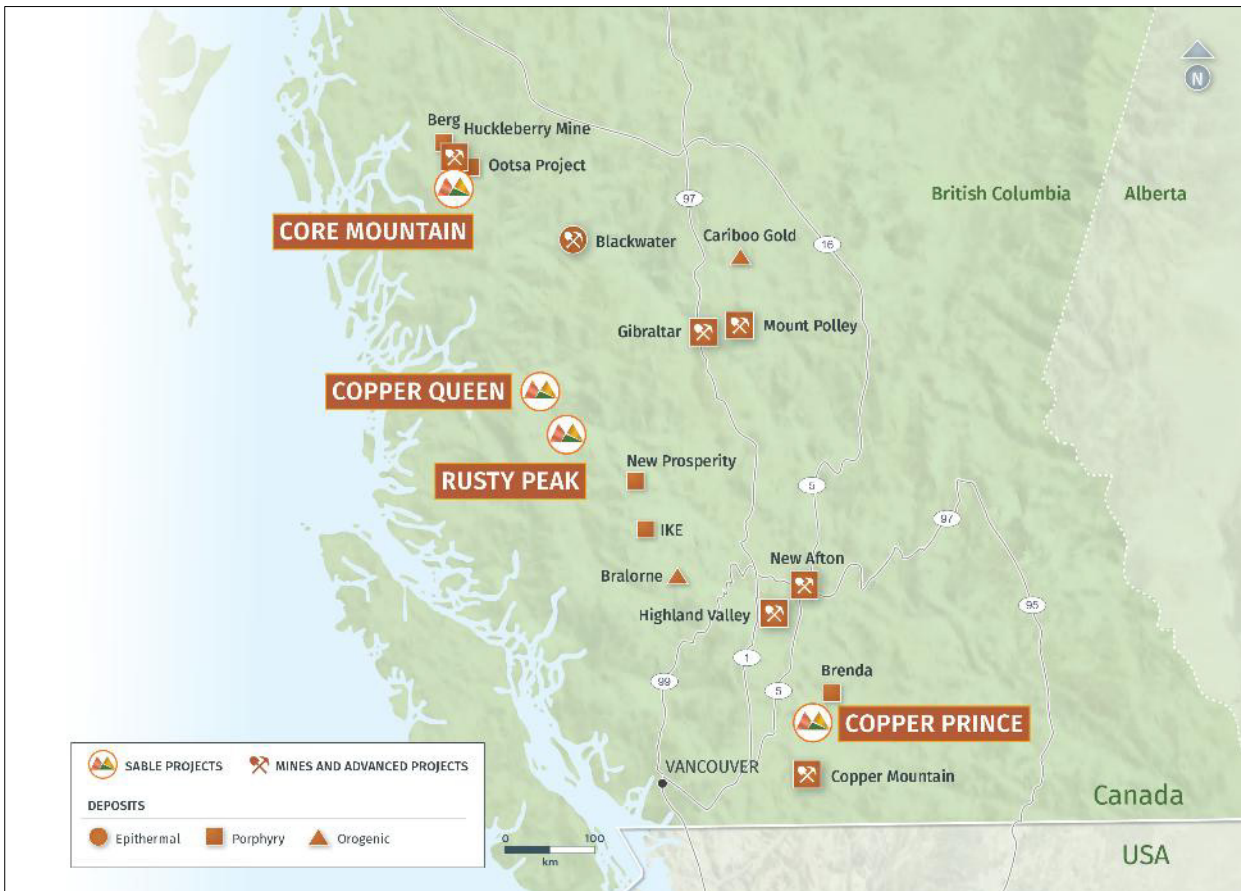 N
Berg
Huckleberry Mine
Ootsa Project
CORE MOUNTAIN
97
British Columbia
Alberta
Blackwater
Cariboo Gold
16
Gibraltar
Mount Polley
COPPER QUEEN
RUSTY PEAK
New Prosperity
5
IKE
97
New Afton
Bralorne
Highland Valley
95
1
99
5
Brenda
COPPER PRINCE
VANCOUVER
Copper Mountain
Canada
USA
SABLE PROJECTS
MINES AND ADVANCED PROJECTS
DEPOSITS
Epithermal
Porphyry
Orogenic
0 100
km